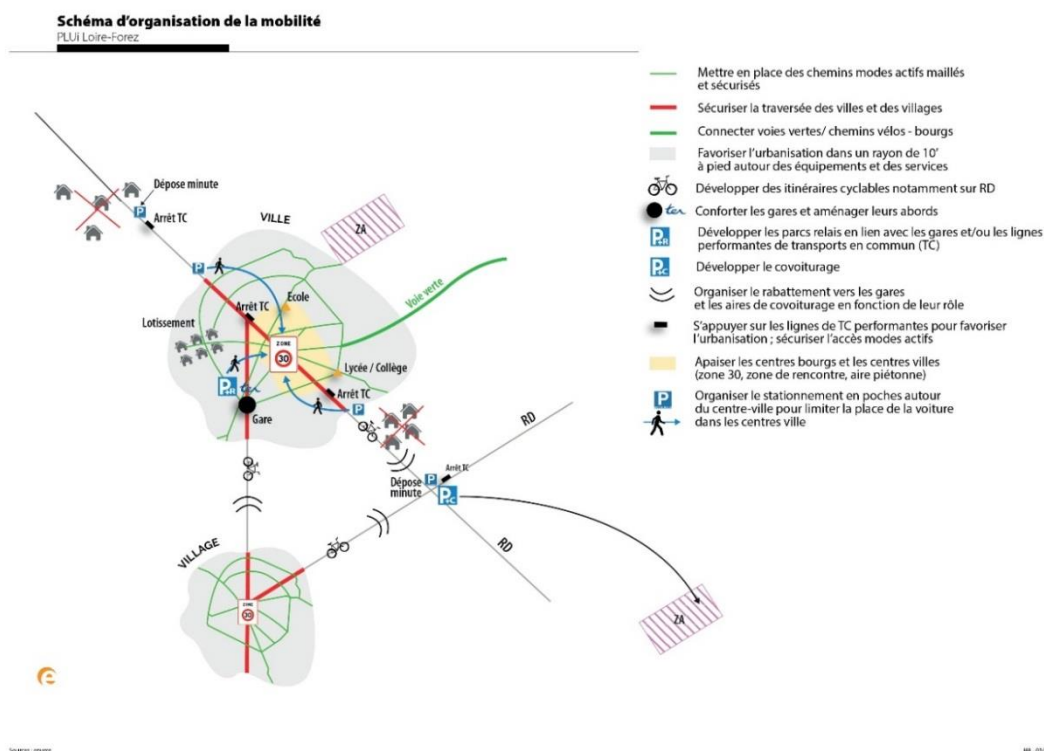 Schéma d'organisation de la mobilité
PLUi Loire-Forez
Mettre en place des chemins modes actifs maillés
et sécurisés
Sécuriser la traversée des villes et des villages
Connecter voies vertes/ chemins vélos - bourgs
Favoriser l'urbanisation dans un rayon de 10'
à pied autour des équipements et des services
Développer des itinéraires cyclables notamment sur RD
ter
Conforter les gares et aménager leurs abords
P+R
Développer les parcs relais en lien avec les gares et/ou les lignes
performantes de transports en commun (TC)
P+C
Développer le covoiturage
Organiser le rabattement vers les gares
et les aires de covoiturage en fonction de leur rôle
S'appuyer sur les lignes de TC performantes pour favoriser
l'urbanisation ; sécuriser l'accès modes actifs
Apaiser les centres bourgs et les centres villes
(zone 30, zone de rencontre, aire piétonne)
P
Organiser le stationnement en poches autour
du centre-ville pour limiter la place de la voiture
dans les centres ville
Dépose minute
P
Arrêt TC
VILLE
ZA
P
Ecole
Arrêt TC
Voie verte
Lotissement
ZONE
30
Lycée / Collège
P+R
ter
Arrêt TC
P
Gare
RD
Arrêt TC
Dépose
minute
P
P+C
RD
VILLAGE
ZONE
30
ZA
e